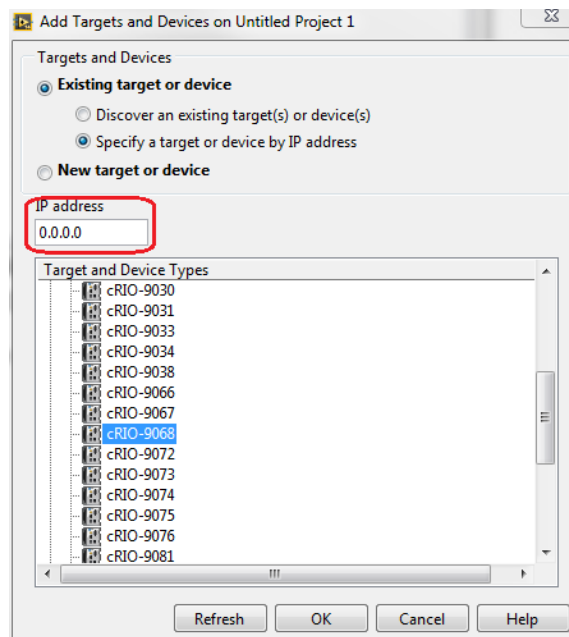 Add Targets and Devices on Untitled Project 1
Targets and Devices
Existing target or device
Discover an existing target(s) or device(s)
Specify a target or device by IP address
New target or device
IP address
0.0.0.0
Target and Device Types
cRIO-9030
cRIO-9031
cRIO-9033
cRIO-9034
cRIO-9038
cRIO-9066
cRIO-9067
cRIO-9068
cRIO-9072
cRIO-9073
cRIO-9074
cRIO-9075
cRIO-9076
cRIO-9081
Refresh OK Cancel Help